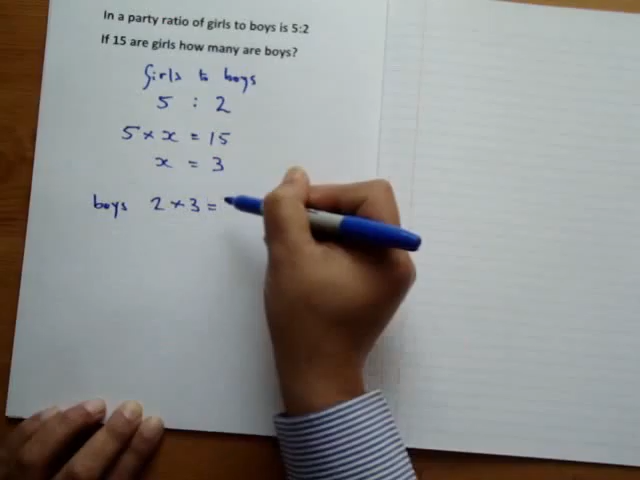 In a party ratio of girls to boys is 5:2
If 15 are girls how many are boys?
Girls to boys
5 : 2
5 × x = 15
x = 3
boys 2 × 3 =